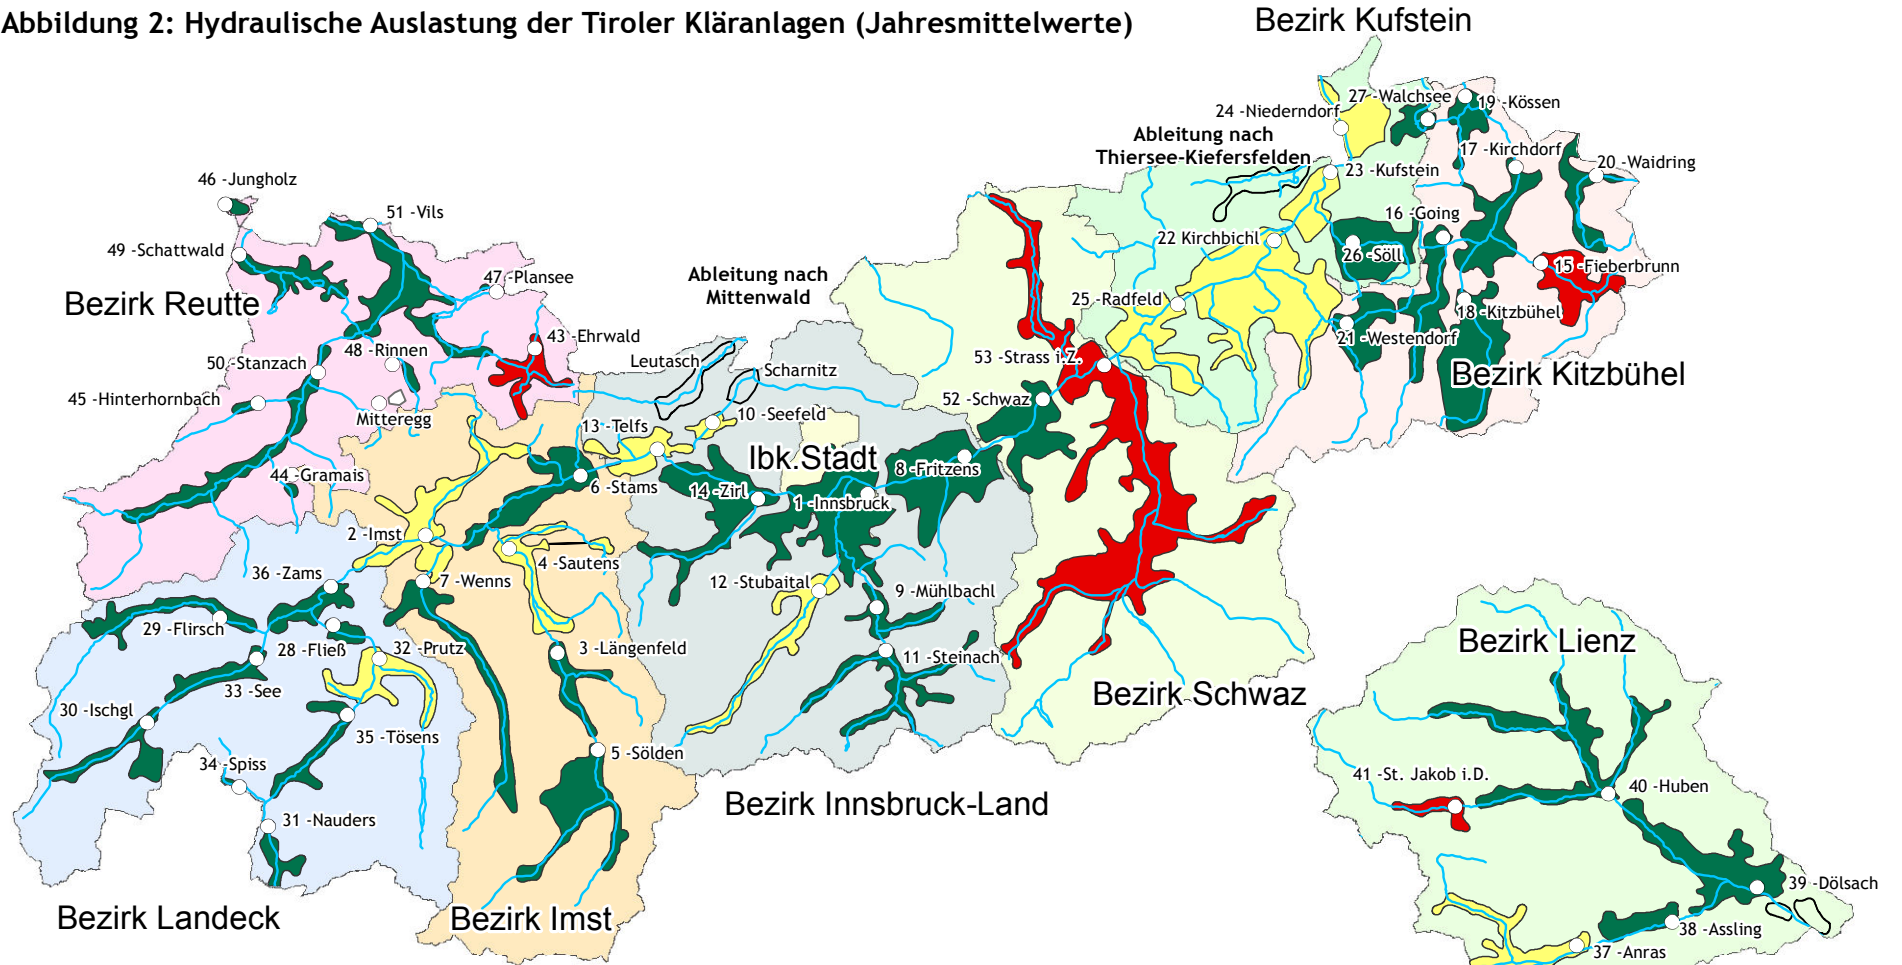 Abbildung 2: Hydraulische Auslastung der Tiroler Kläranlagen (Jahresmittelwerte)
Bezirk Kufstein
27 -Walchsee
19 -Kössen
24 -Niederndorf
Ableitung nach
Thiersee-Kiefersfelden
17 -Kirchdorf
20 -Waidring
23 -Kufstein
46 -Jungholz
51 -Vils
16 -Going
49 -Schattwald
22 Kirchbichl
26 -Söll
15 -Fieberbrunn
47 -Plansee
Ableitung nach
Mittenwald
Bezirk Reutte
25 -Radfeld
18 -Kitzbühel
43 -Ehrwald
21 -Westendorf
48 -Rinnen
50 -Stanzach
Leutasch
Scharnitz
53 -Strass i.Z.
Bezirk Kitzbühel
45 -Hinterhornbach
Mitteregg
52 -Schwaz
10 -Seefeld
13 -Telfs
Ibk.Stadt
8 -Fritzens
44 -Gramais
6 -Stams
14 -Zirl
1 -Innsbruck
2 -Imst
4 -Sautens
36 -Zams
7 -Wenns
12 -Stubaital
9 -Mühlbachl
29 -Flirsch
28 -Fließ
32 -Prutz
3 -Längenfeld
11 -Steinach
Bezirk Lienz
33 -See
Bezirk Schwaz
30 -Ischgl
35 -Tösens
5 -Sölden
34 -Spiss
41 -St. Jakob i.D.
40 -Huben
Bezirk Innsbruck-Land
31 -Nauders
39 -Dölsach
Bezirk Landeck
Bezirk Imst
38 -Assling
37 -Anras